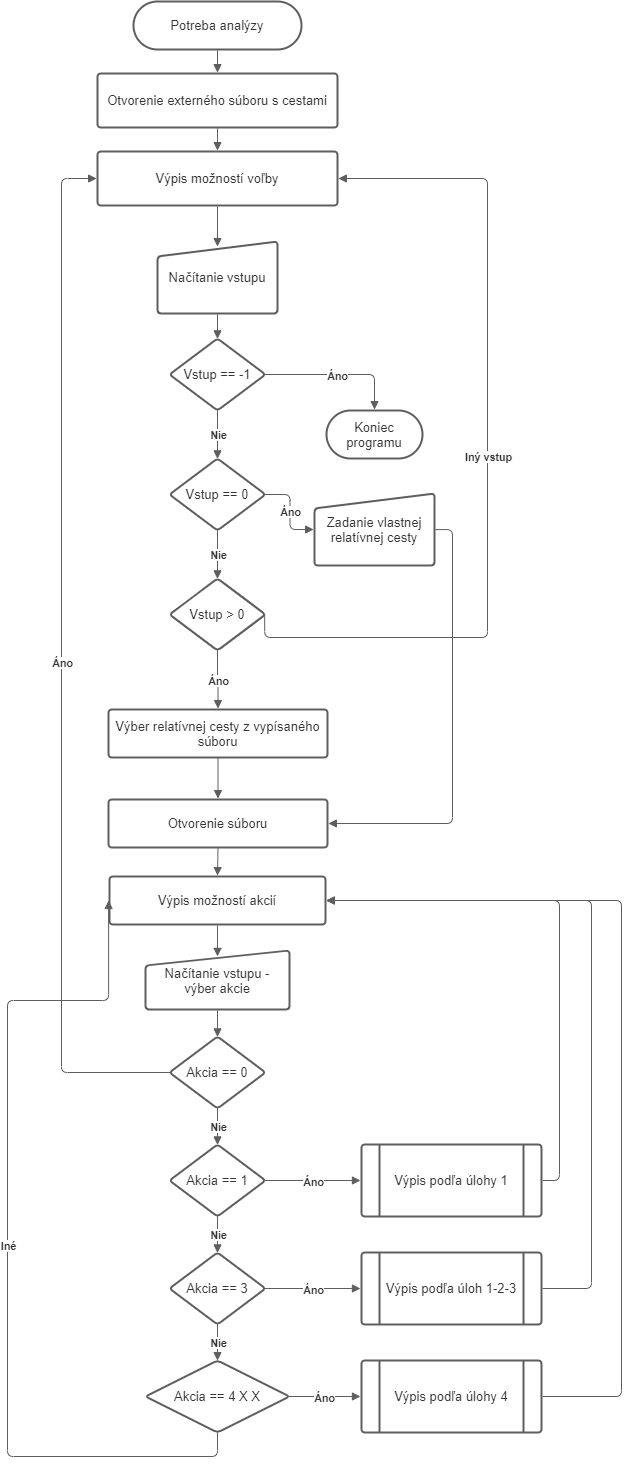 Potreba analýzy
Otvorenie externého súboru s cestami
Výpis možností voľby
Načítanie vstupu
Vstup == -1
Áno
Koniec
programu
Nie
Iný vstup
Vstup == 0
Áno
Zadanie vlastnej
relatívnej cesty
Nie
Vstup > 0
Áno
Áno
Výber relatívnej cesty z vypísaného
súboru
Otvorenie súboru
Výpis možností akcií
Načítanie vstupu -
výber akcie
Akcia == 0
Nie
Akcia == 1
Áno
Výpis podľa úlohy 1
Nie
Iné
Akcia == 3
Áno
Výpis podľa úloh 1-2-3
Nie
Akcia == 4 X X
Áno
Výpis podľa úlohy 4